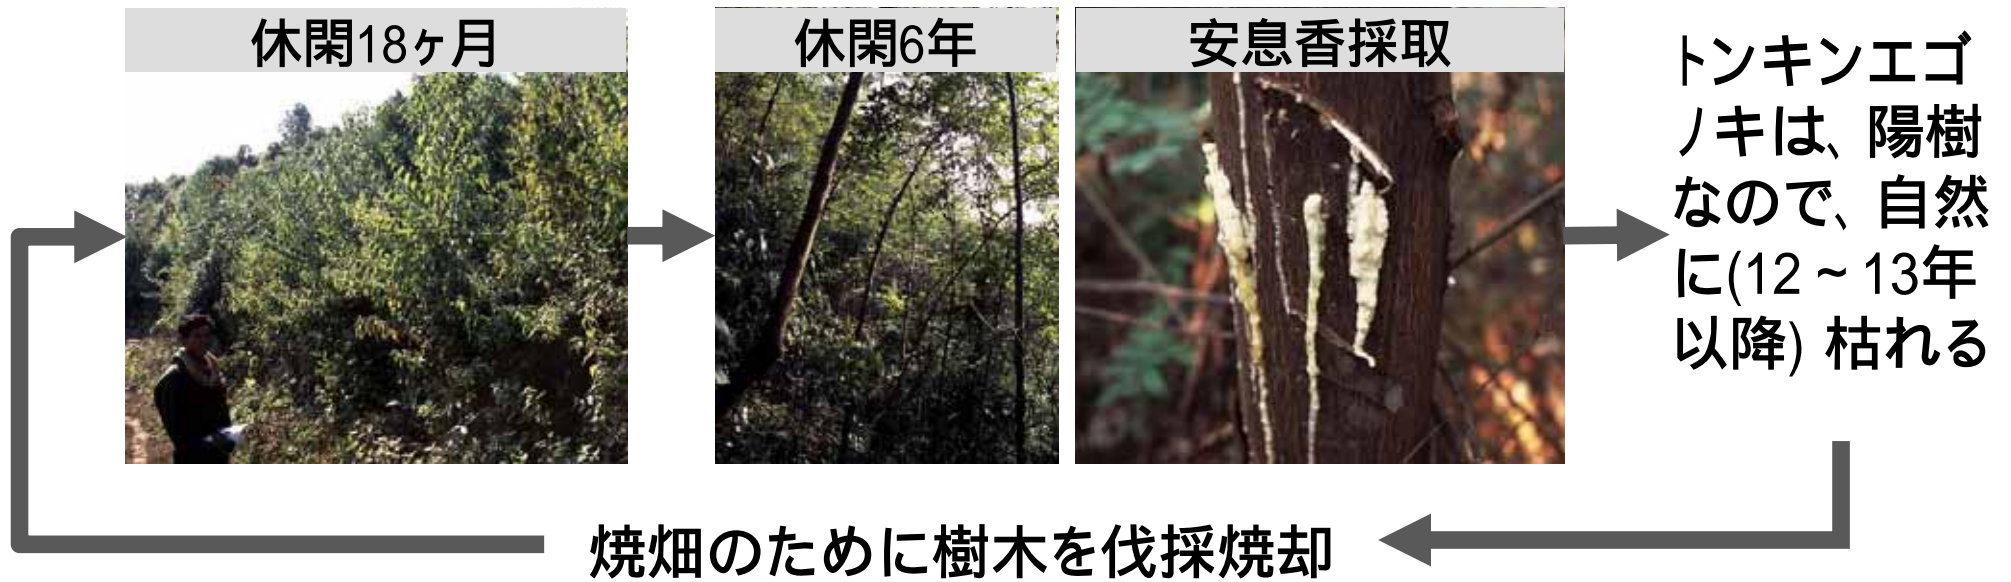 休閑18ヶ月
休閑6年
安息香採取
トンキンエゴ
ノキは、陽樹
なので、自然
に(12～13年
以降) 枯れる
焼畑のために樹木を伐採焼却